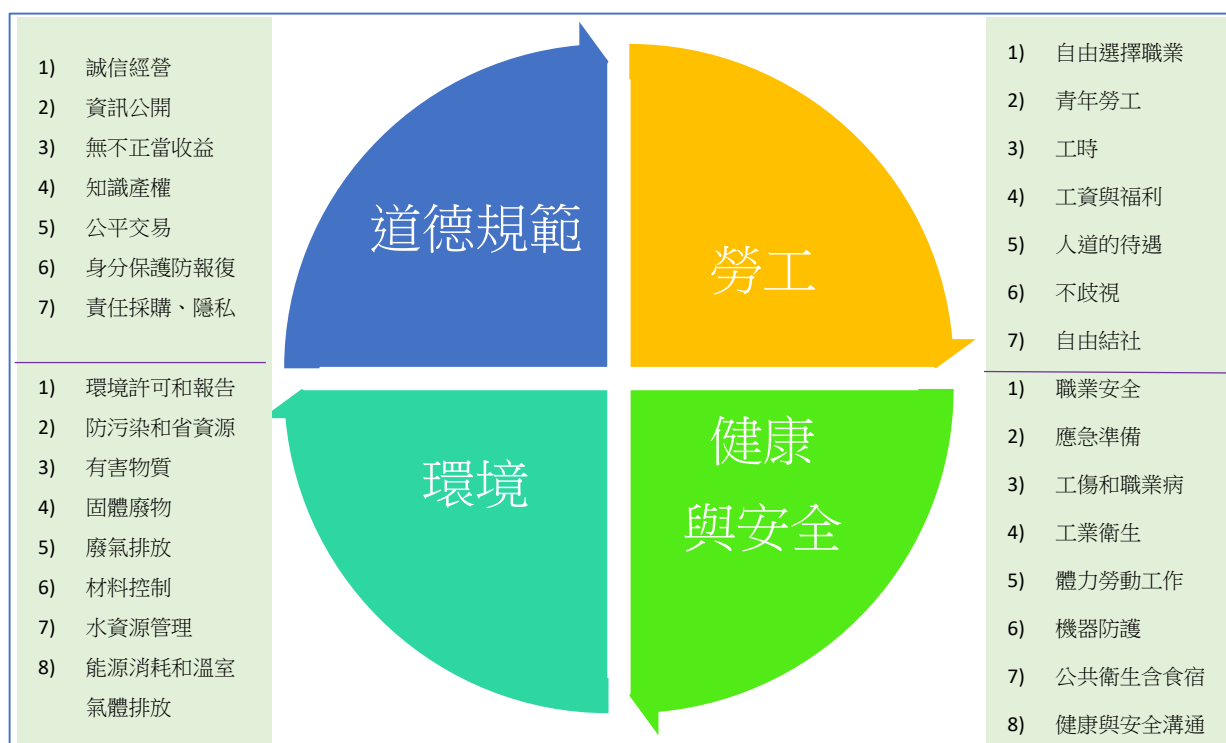 1) 誠信經營
2) 資訊公開
3) 無不正當收益
4) 知識產權
5) 公平交易
6) 身分保護防報復
7) 責任採購、隱私
1) 環境許可和報告
2) 防污染和省資源
3) 有害物質
4) 固體廢物
5) 廢氣排放
6) 材料控制
7) 水資源管理
8) 能源消耗和溫室
氣體排放
道德規範
勞工
環境
健康
與安全
1) 自由選擇職業
2) 青年勞工
3) 工時
4) 工資與福利
5) 人道的待遇
6) 不歧視
7) 自由結社
1) 職業安全
2) 應急準備
3) 工傷和職業病
4) 工業衛生
5) 體力勞動工作
6) 機器防護
7) 公共衛生含食宿
8) 健康與安全溝通